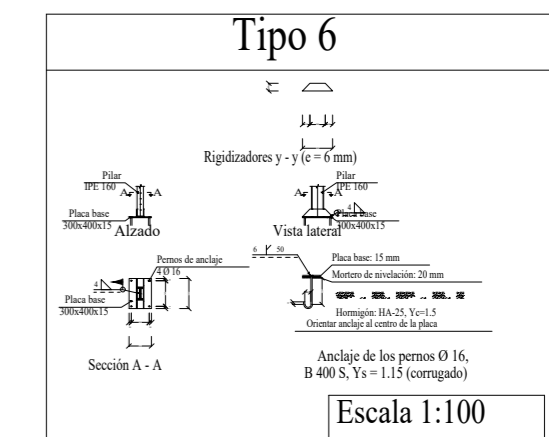 Tipo 6
Rigidizadores y - y (e = 6 mm)
Pilar
IPE 160
A
A
Placa base
300x400x15
Alzado
Pilar
IPE 160
A
A
4
Placa base
300x400x15
Vista lateral
Pernos de anclaje
4 Ø 16
4
Placa base
300x400x15
Sección A - A
6
50
Placa base: 15 mm
Mortero de nivelación: 20 mm
Hormigón: HA-25, Yc=1.5
Orientar anclaje al centro de la placa
Anclaje de los pernos Ø 16,
B 400 S, Ys = 1.15 (corrugado)
Escala 1:100